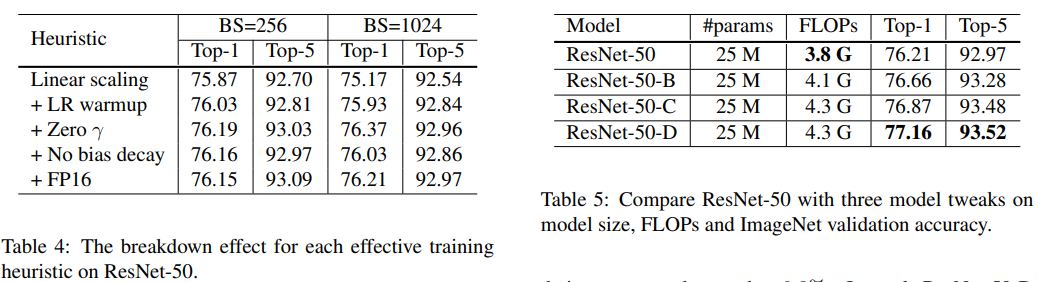 Heuristic BS=256 BS=1024
Top-1 Top-5 Top-1 Top-5
Linear scaling 75.87 92.70 75.17 92.54
+ LR warmup 76.03 92.81 75.93 92.84
+ Zero γ 76.19 93.03 76.37 92.96
+ No bias decay 76.16 92.97 76.03 92.86
+ FP16 76.15 93.09 76.21 92.97
Table 4: The breakdown effect for each effective training
heuristic on ResNet-50.
Model #params FLOPs Top-1 Top-5
ResNet-50 25 M 3.8 G 76.21 92.97
ResNet-50-B 25 M 4.1 G 76.66 93.28
ResNet-50-C 25 M 4.3 G 76.87 93.48
ResNet-50-D 25 M 4.3 G 77.16 93.52
Table 5: Compare ResNet-50 with three model tweaks on
model size, FLOPs and ImageNet validation accuracy.